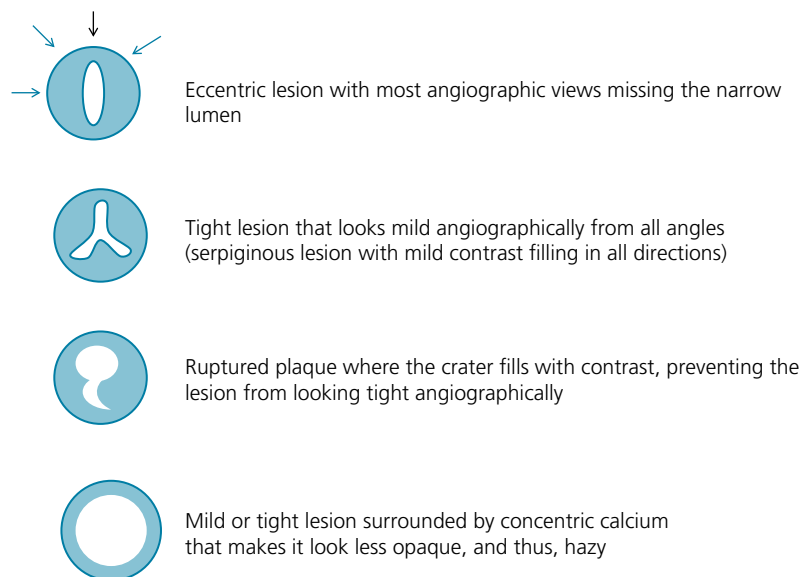 Eccentric lesion with most angiographic views missing the narrow
lumen
Tight lesion that looks mild angiographically from all angles
(serpiginous lesion with mild contrast filling in all directions)
Ruptured plaque where the crater fills with contrast, preventing the
lesion from looking tight angiographically
Mild or tight lesion surrounded by concentric calcium
that makes it look less opaque, and thus, hazy